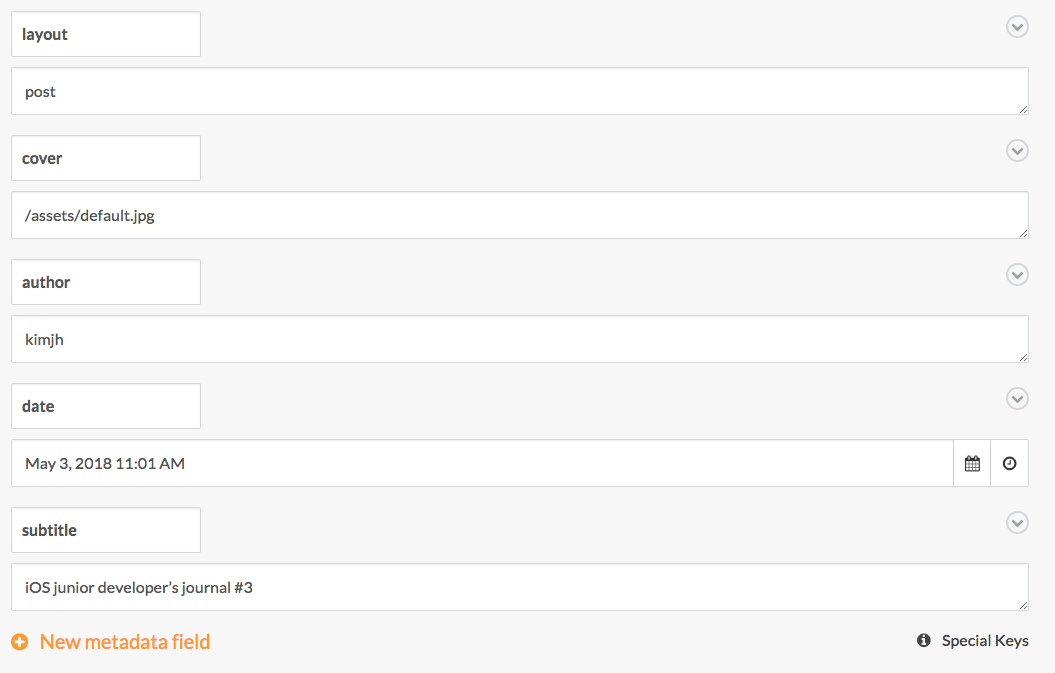 layout
post
cover
/assets/default.jpg
author
kimjh
date
May 3, 2018 11:01 AM
subtitle
iOS junior developer’s journal #3
New metadata field
Special Keys